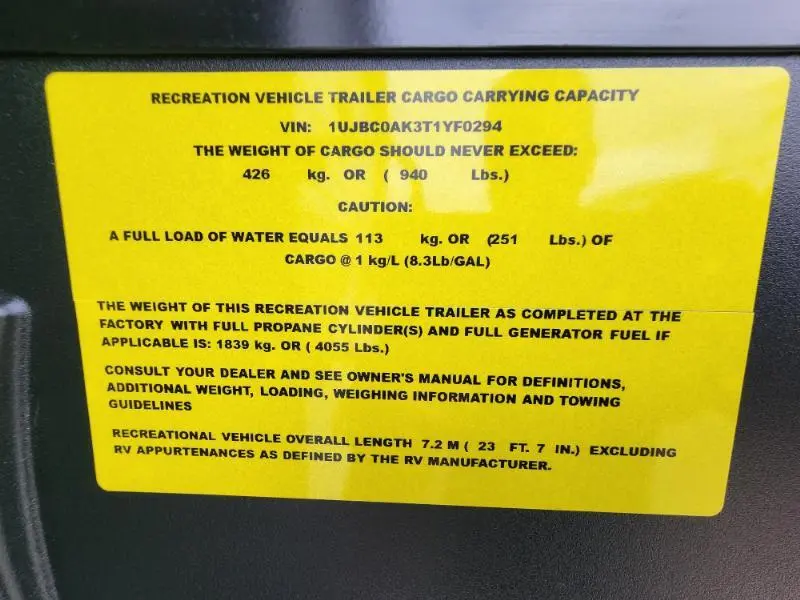 RECREATION VEHICLE TRAILER CARGO CARRYING CAPACITY
VIN: 1UJBC0AK3T1YF0294
THE WEIGHT OF CARGO SHOULD NEVER EXCEED:
426 kg. OR ( 940 Lbs.)
CAUTION:
A FULL LOAD OF WATER EQUALS 113 kg. OR (251 Lbs.) OF
CARGO @ 1 kg/L (8.3Lb/GAL)
THE WEIGHT OF THIS RECREATION VEHICLE TRAILER AS COMPLETED AT THE
FACTORY WITH FULL PROPANE CYLINDER(S) AND FULL GENERATOR FUEL IF
APPLICABLE IS: 1839 kg. OR ( 4055 Lbs.)
CONSULT YOUR DEALER AND SEE OWNER'S MANUAL FOR DEFINITIONS,
ADDITIONAL WEIGHT, LOADING, WEIGHING INFORMATION AND TOWING
GUIDELINES
RECREATIONAL VEHICLE OVERALL LENGTH 7.2 M ( 23 FT. 7 IN.) EXCLUDING
RV APPURTENANCES AS DEFINED BY THE RV MANUFACTURER.